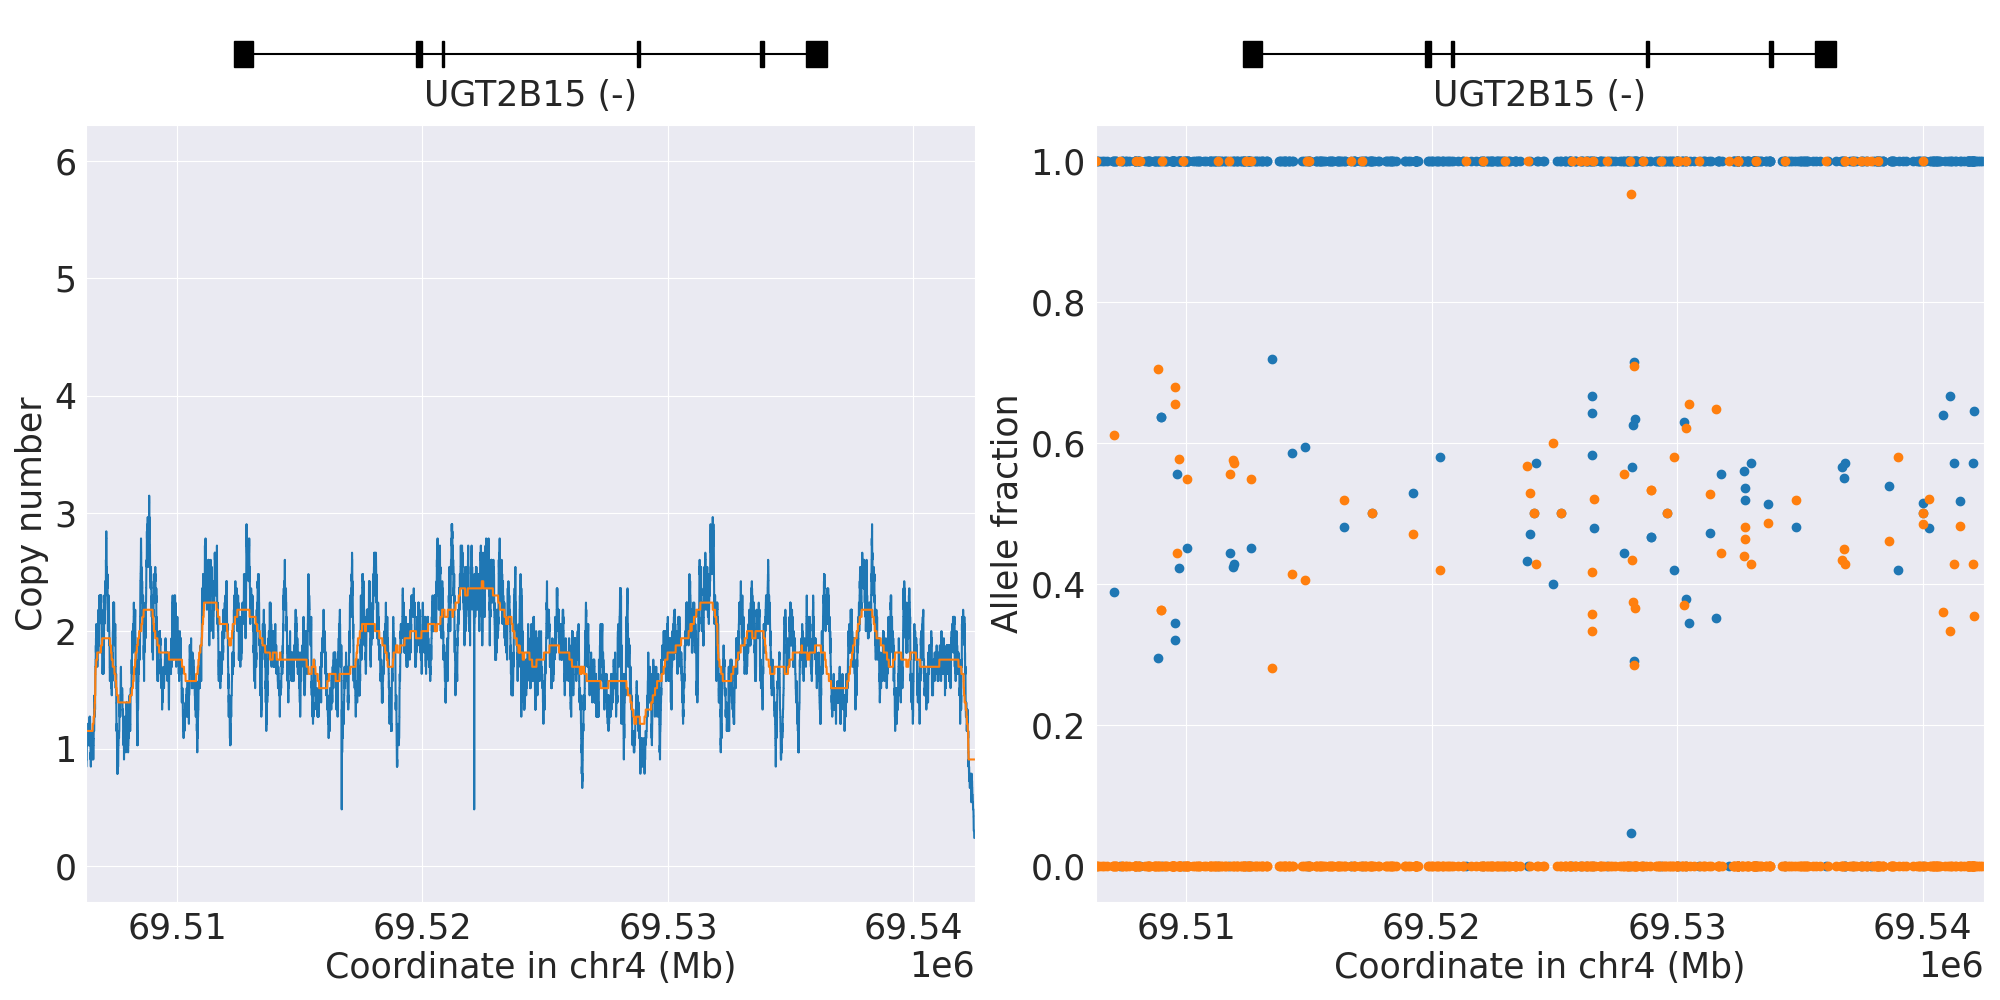 UGT2B15 (-)
6
5
4
3
2
1
0
Copy number
69.51 69.52 69.53 69.54
Coordinate in chr4 (Mb)
1e6
UGT2B15 (-)
1.0
0.8
0.6
0.4
0.2
0.0
Allele fraction
69.51 69.52 69.53 69.54
Coordinate in chr4 (Mb)
1e6